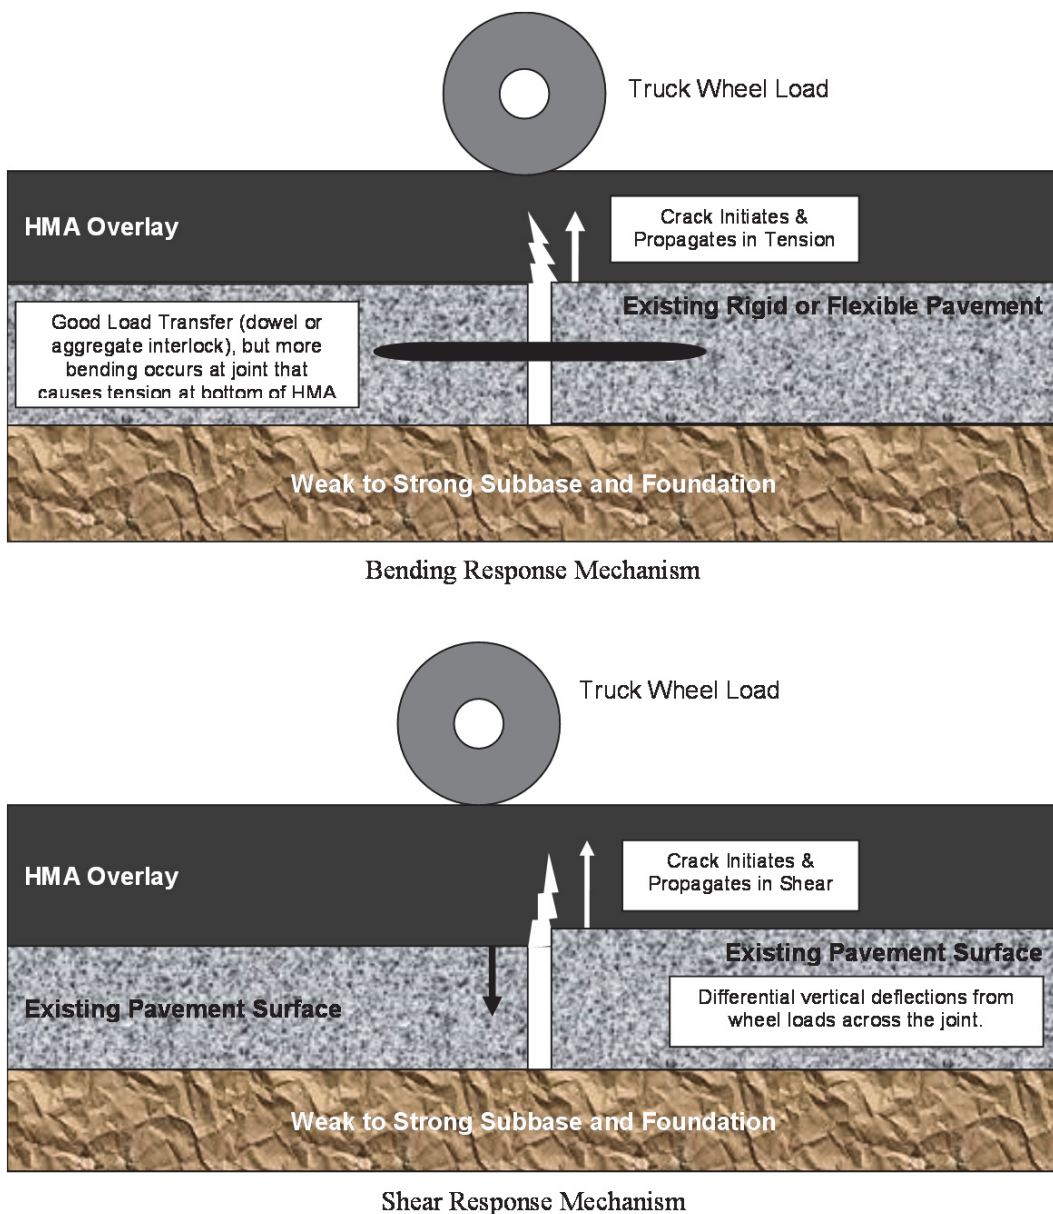 Truck Wheel Load
HMA Overlay
Crack Initiates &
Propagates in Tension
Good Load Transfer (dowel or
aggregate interlock), but more
bending occurs at joint that
causes tension at bottom of HMA
Existing Rigid or Flexible Pavement
Weak to Strong Subbase and Foundation
Bending Response Mechanism
Truck Wheel Load
HMA Overlay
Crack Initiates &
Propagates in Shear
Existing Pavement Surface
Existing Pavement Surface
Differential vertical deflections from
wheel loads across the joint.
Weak to Strong Subbase and Foundation
Shear Response Mechanism